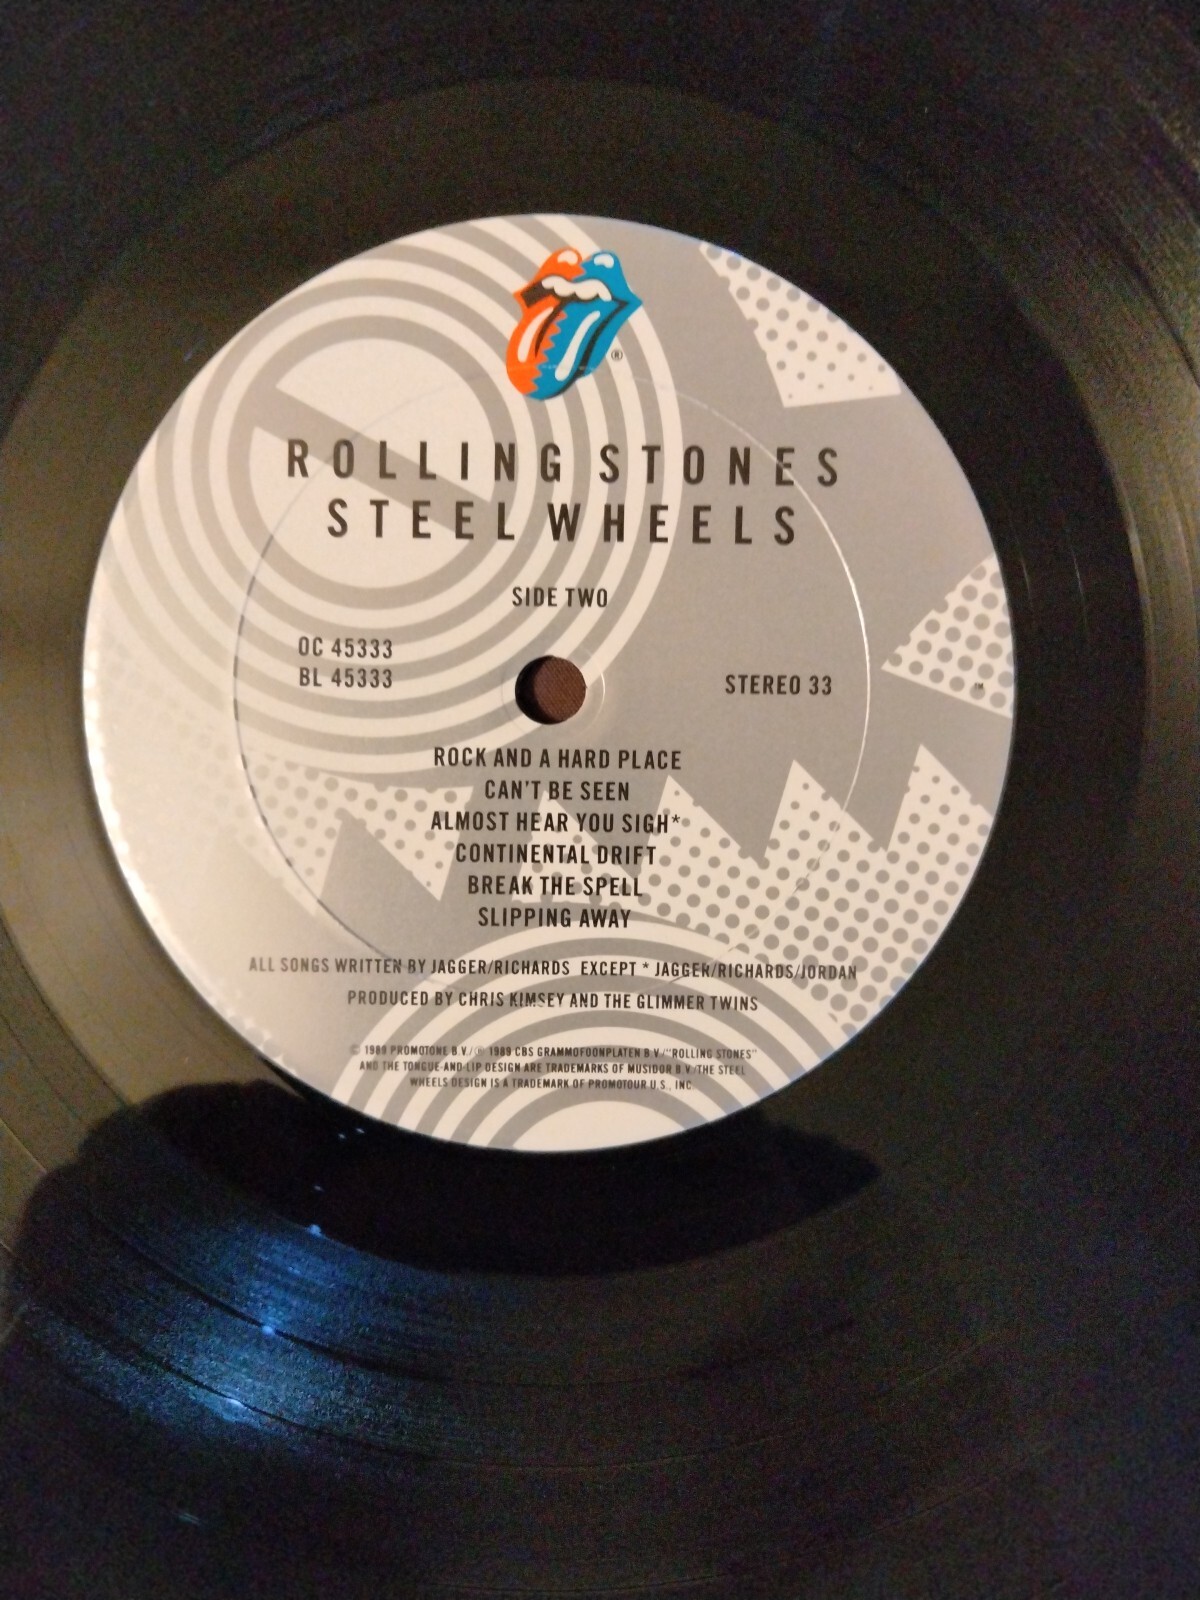 ®
ROLLING STONES
STEEL WHEELS
SIDE TWO
OC 45333
BL 45333
STEREO 33
™
ROCK AND A HARD PLACE
CAN'T BE SEEN
ALMOST HEAR YOU SIGH*
CONTINENTAL DRIFT
BREAK THE SPELL
SLIPPING AWAY
ALL SONGS WRITTEN BY JAGGER/RICHARDS EXCEPT * JAGGER/RICHARDS/JORDAN
PRODUCED BY CHRIS KIMSEY AND THE GLIMMER TWINS
© 1989 PROMOTONE B.V./℗ 1989 CBS GRAMMOFOONPLATEN B.V./"ROLLING STONES"
AND THE TONGUE-AND-LIP DESIGN ARE TRADEMARKS OF MUSIDOR B.V./THE STEEL
WHEELS DESIGN IS A TRADEMARK OF PROMOTOUR U.S., INC.